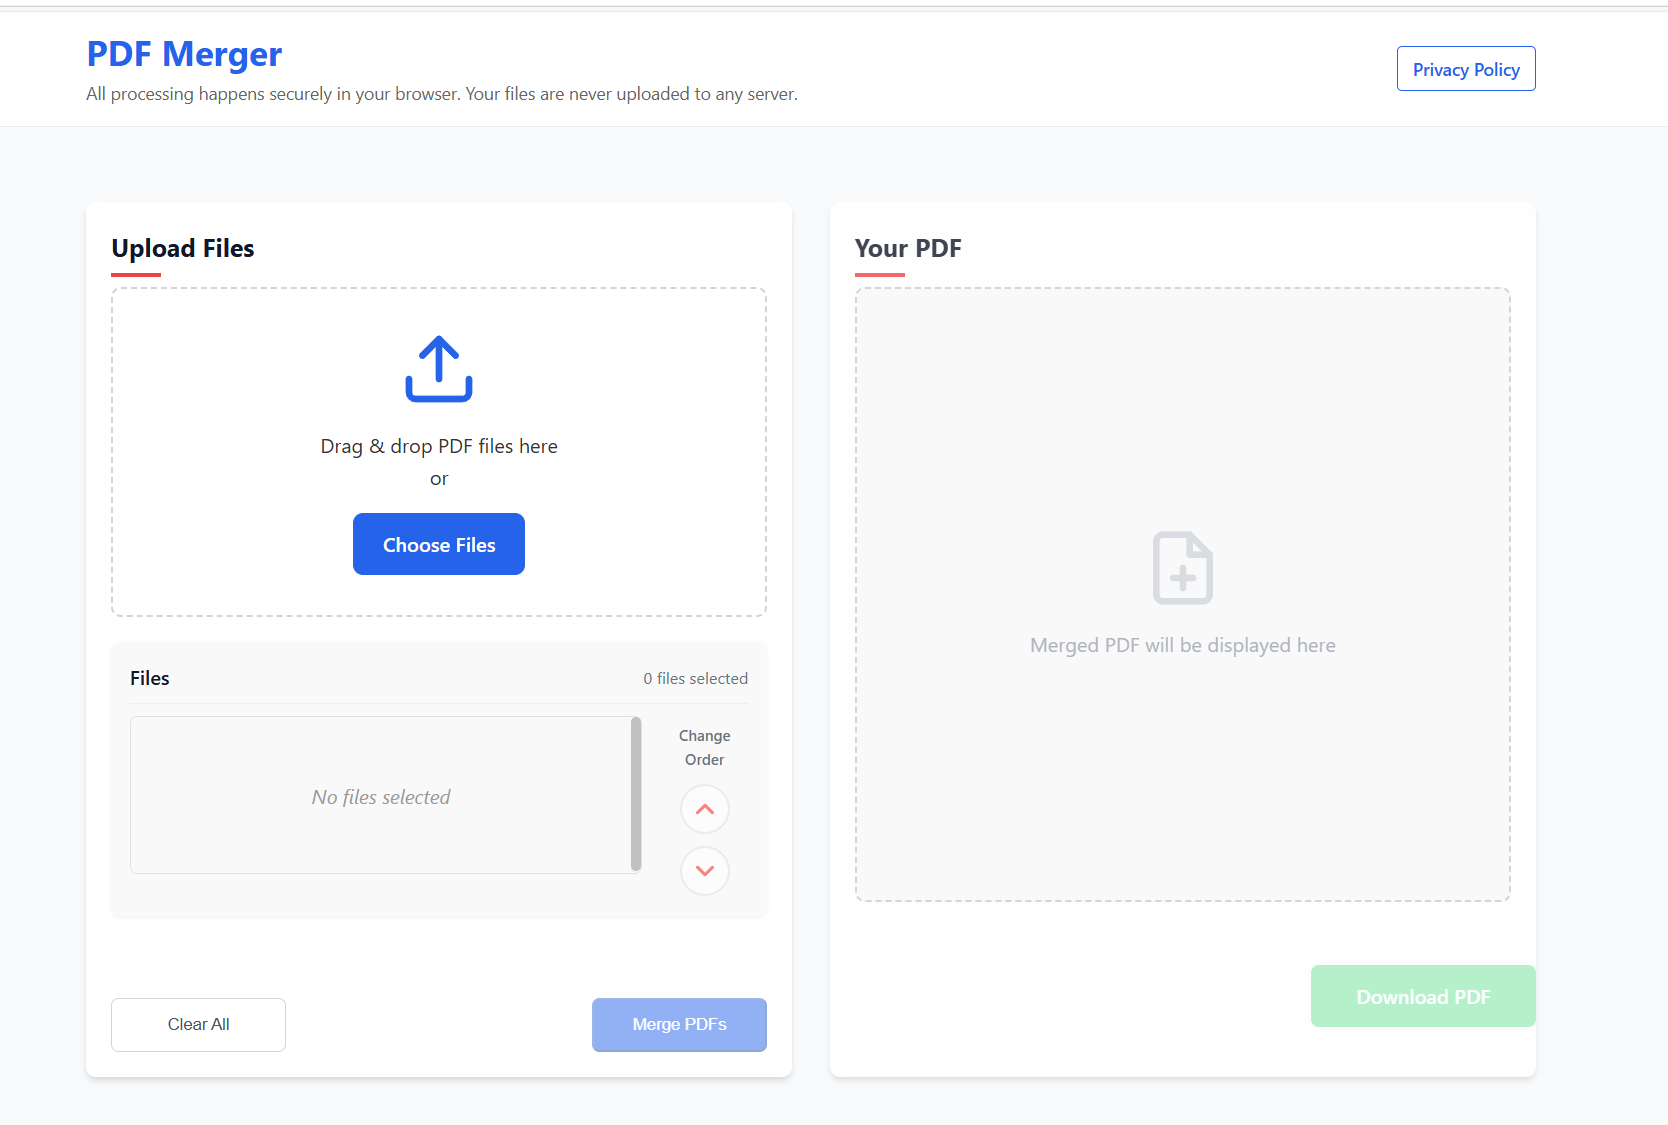 PDF Merger
All processing happens securely in your browser. Your files are never uploaded to any server.
Privacy Policy
Upload Files
Drag & drop PDF files here
or
Choose Files
Files
0 files selected
No files selected
Change
Order
Clear All
Merge PDFs
Your PDF
Merged PDF will be displayed here
Download PDF